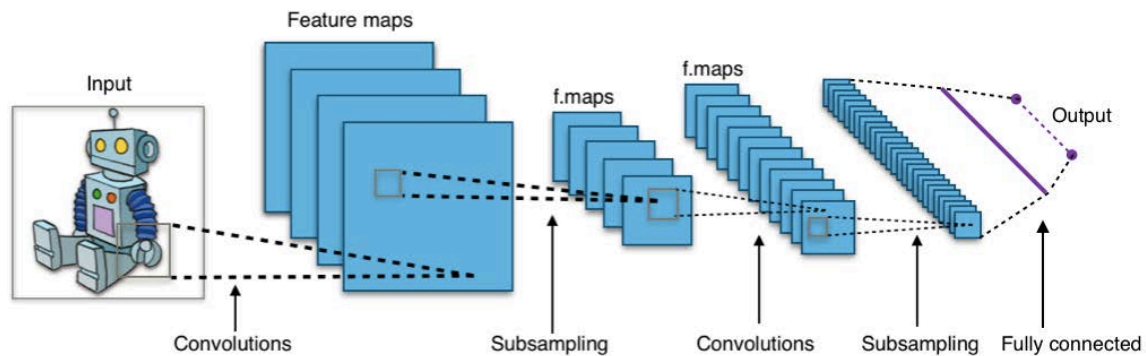 Feature maps
Input
f.maps
f.maps
Output
Convolutions
Subsampling
Convolutions
Subsampling
Fully connected